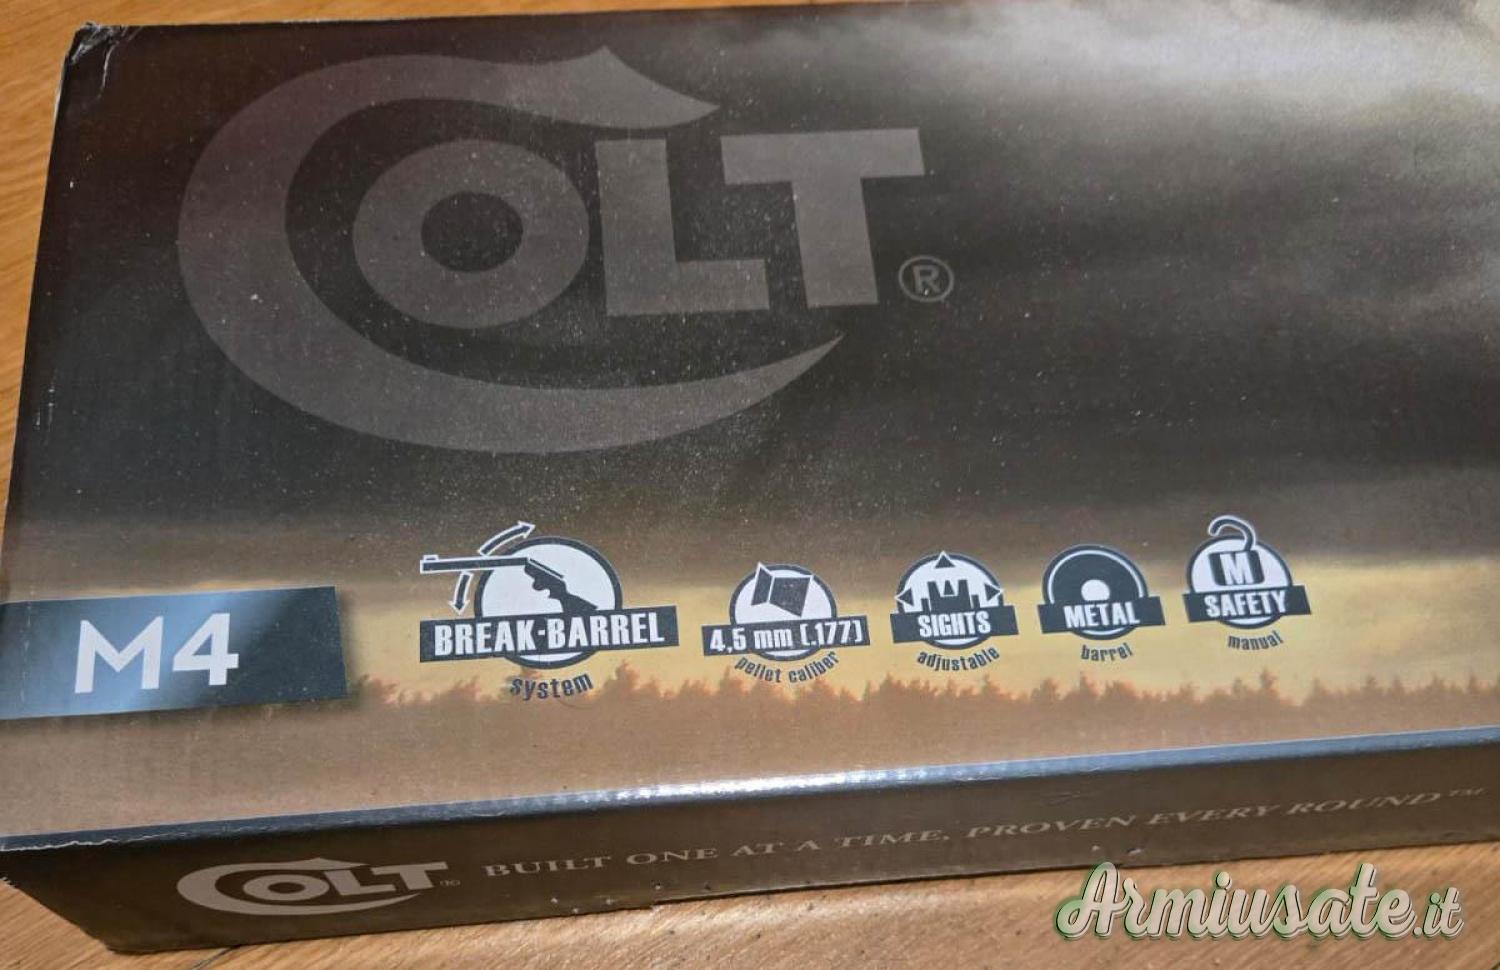 COLT®
M4
BREAK-BARREL
system
4,5 mm (.177)
pellet caliber
SIGHTS
adjustable
METAL
barrel
M
SAFETY
manual
COLT® BUILT ONE AT A TIME, PROVEN EVERY ROUND™
Armiusate.it